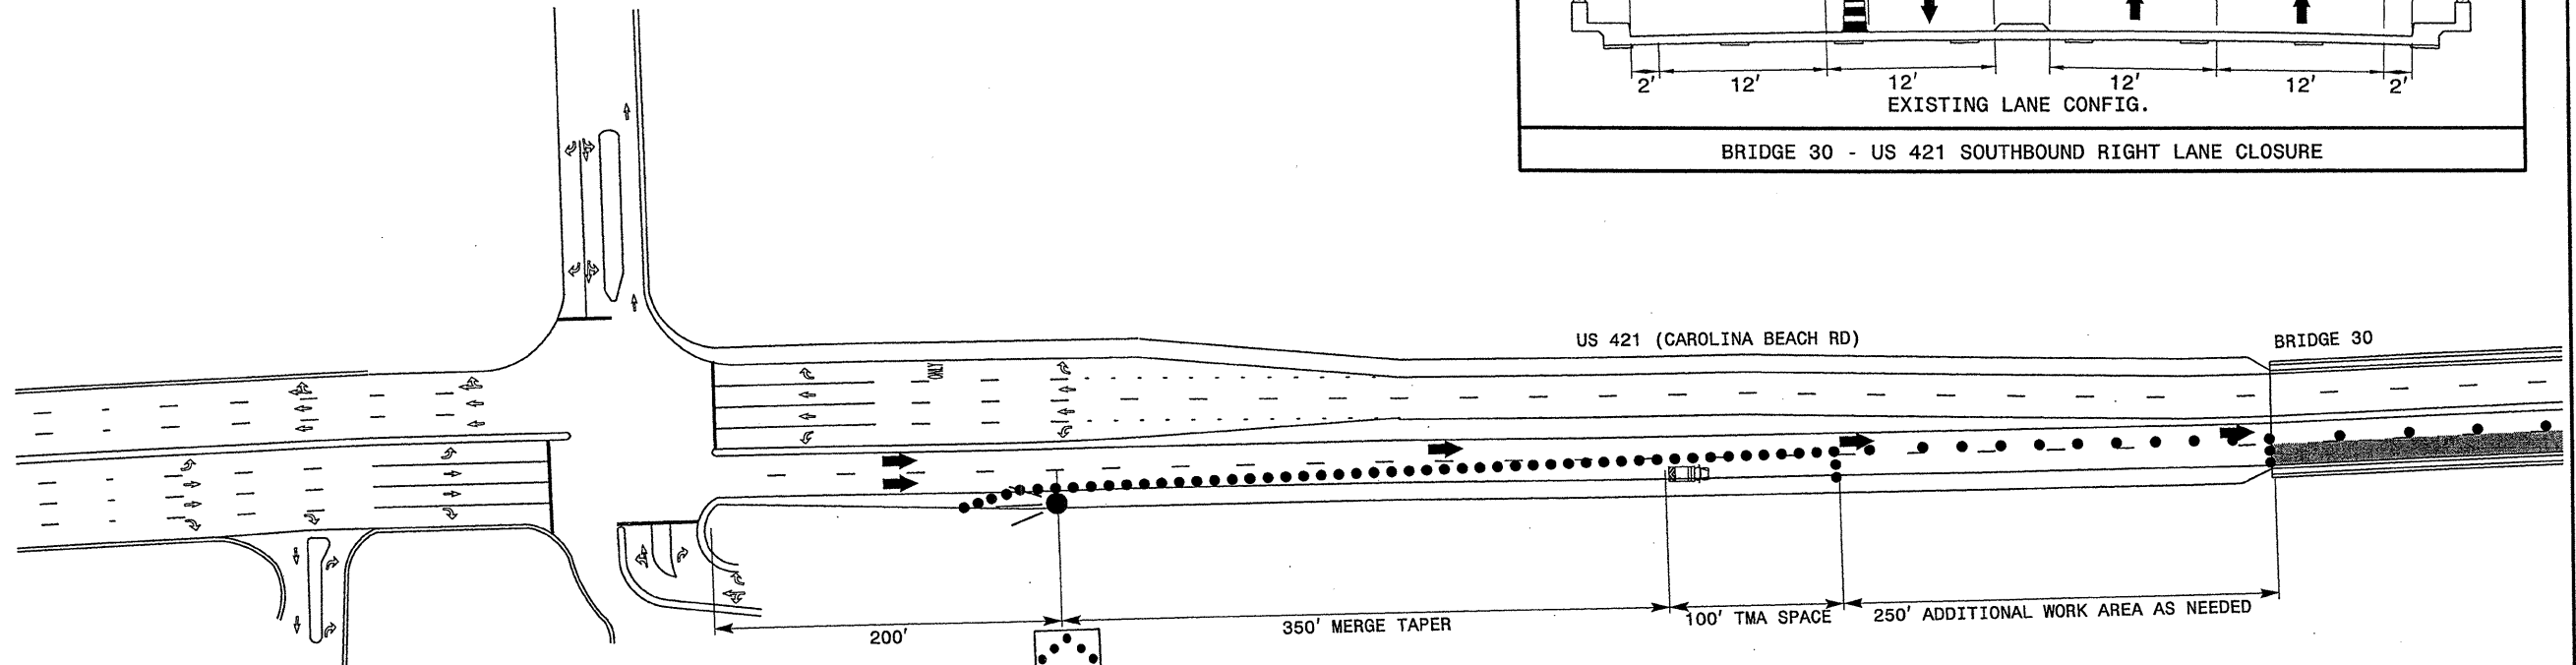 2' 12' 12' 12' 12' 2'
EXISTING LANE CONFIG.
BRIDGE 30 - US 421 SOUTHBOUND RIGHT LANE CLOSURE
US 421 (CAROLINA BEACH RD)
BRIDGE 30
ONLY
200'
350' MERGE TAPER
100' TMA SPACE
250' ADDITIONAL WORK AREA AS NEEDED